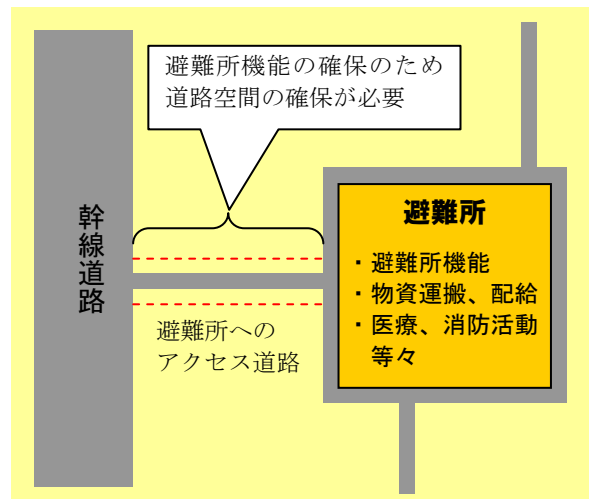 避難所機能の確保のため
道路空間の確保が必要
幹線道路
避難所
・避難所機能
・物資運搬、配給
・医療、消防活動
等々
避難所への
アクセス道路